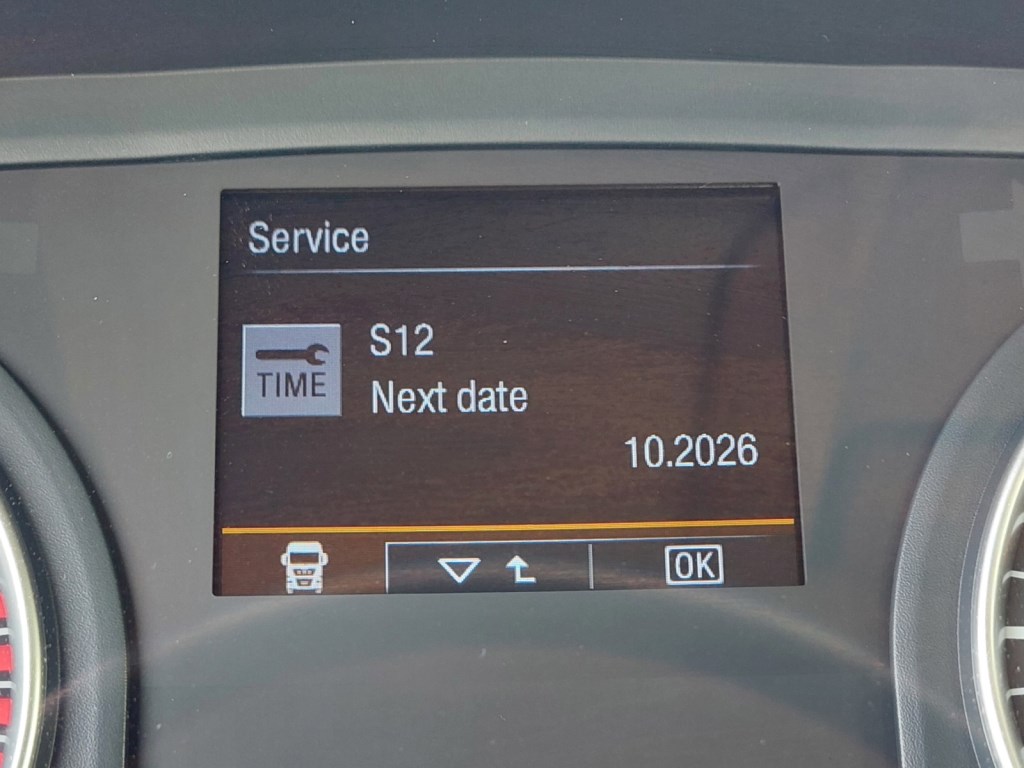 Service
TIME
S12
Next date
10.2026
OK